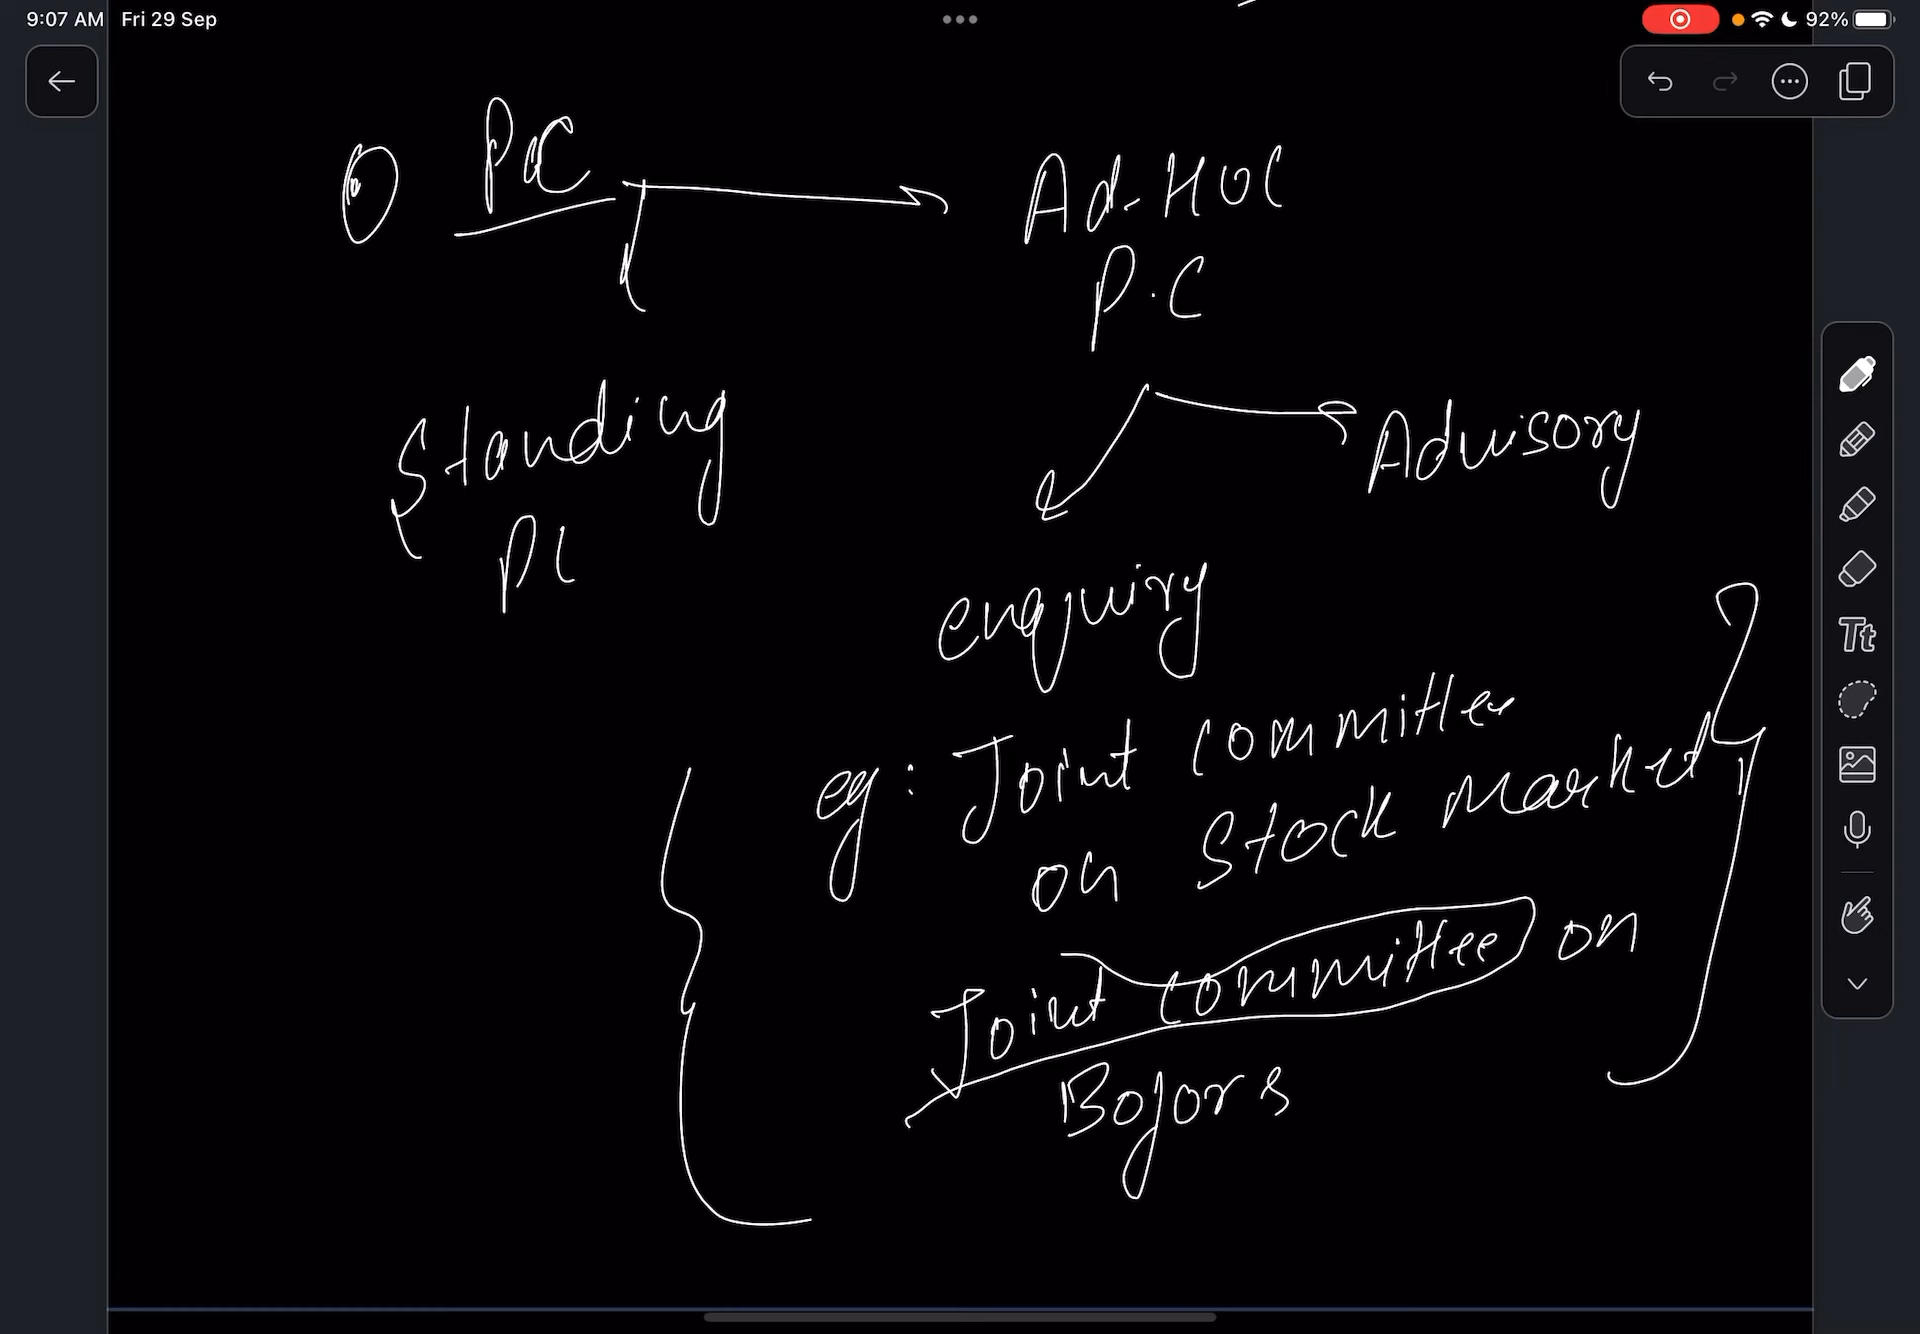 9:07 AM Fri 29 Sep
92%
PC
Ad-Hoc
P.C
Standing
PC
Advisory
enquiry
eg: Joint committee
on Stock Market
Joint committee on
Bofors
Tt